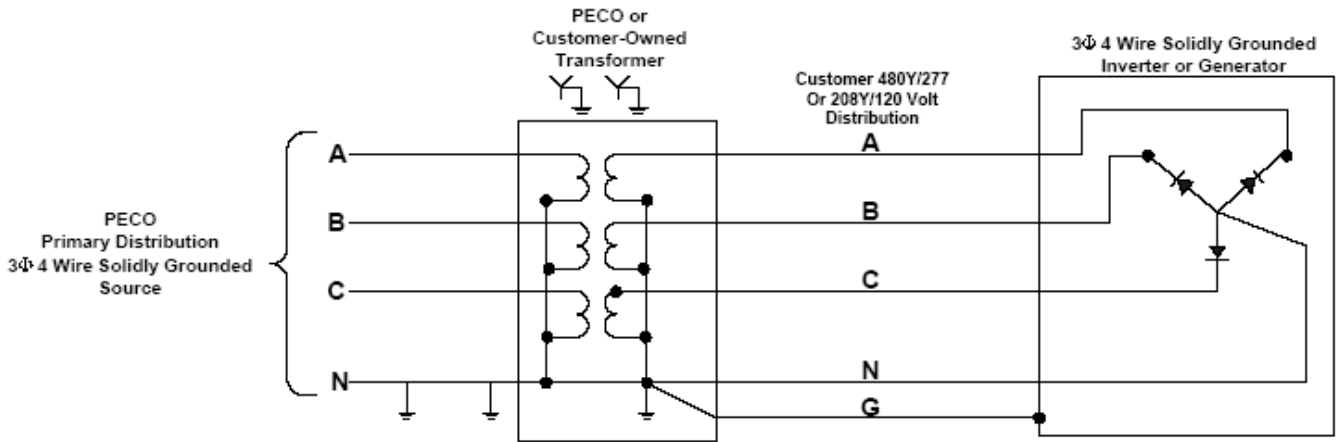 PECO or
Customer-Owned
Transformer
3Φ 4 Wire Solidly Grounded
Inverter or Generator
Customer 480Y/277
Or 208Y/120 Volt
Distribution
PECO
Primary Distribution
3Φ 4 Wire Solidly Grounded
Source
A
B
C
N
A
B
C
N
G